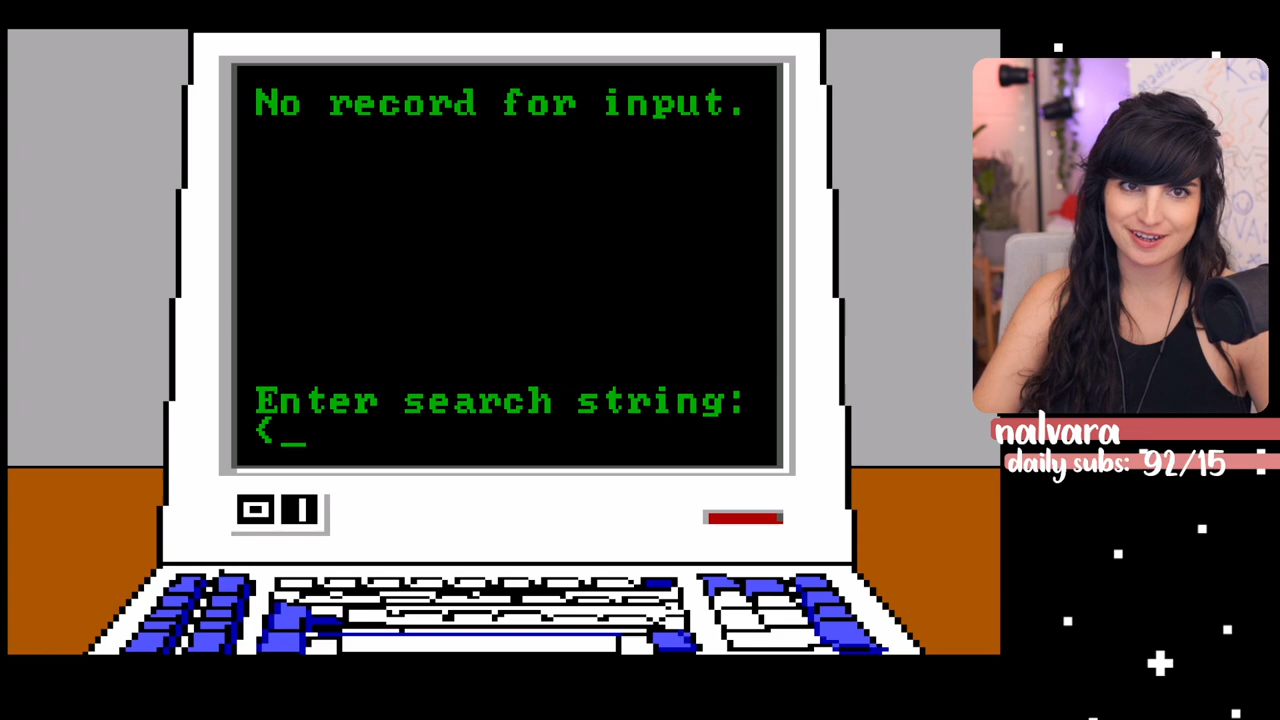 No record for input.
Enter search string:
<_
nalvara
daily subs: 92/15